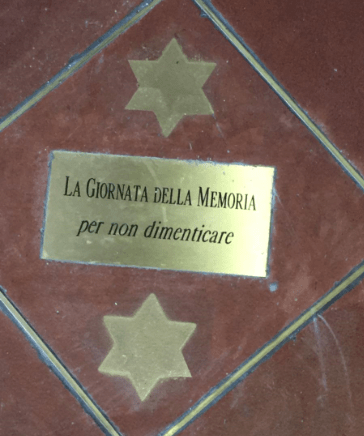 LA GIORNATA DELLA MEMORIA
per non dimenticare